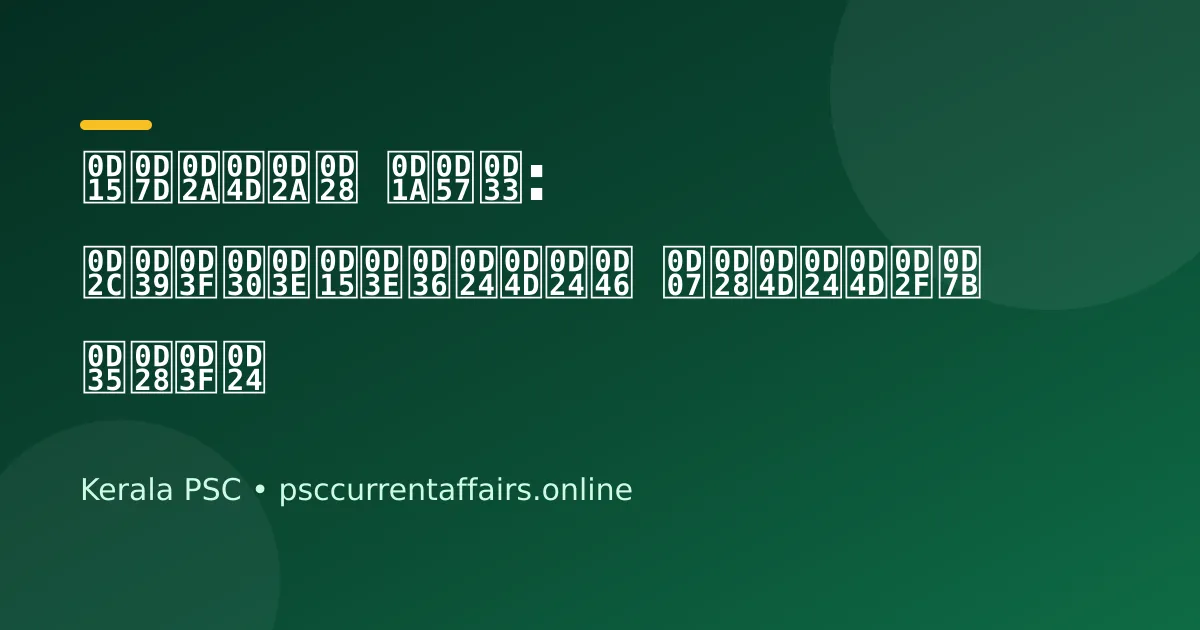 കൽപ്പന ചൗള:
ബഹിരാകാശത്തെ ഇന്ത്യൻ
വനിത
Kerala PSC • psccurrentaffairs.online